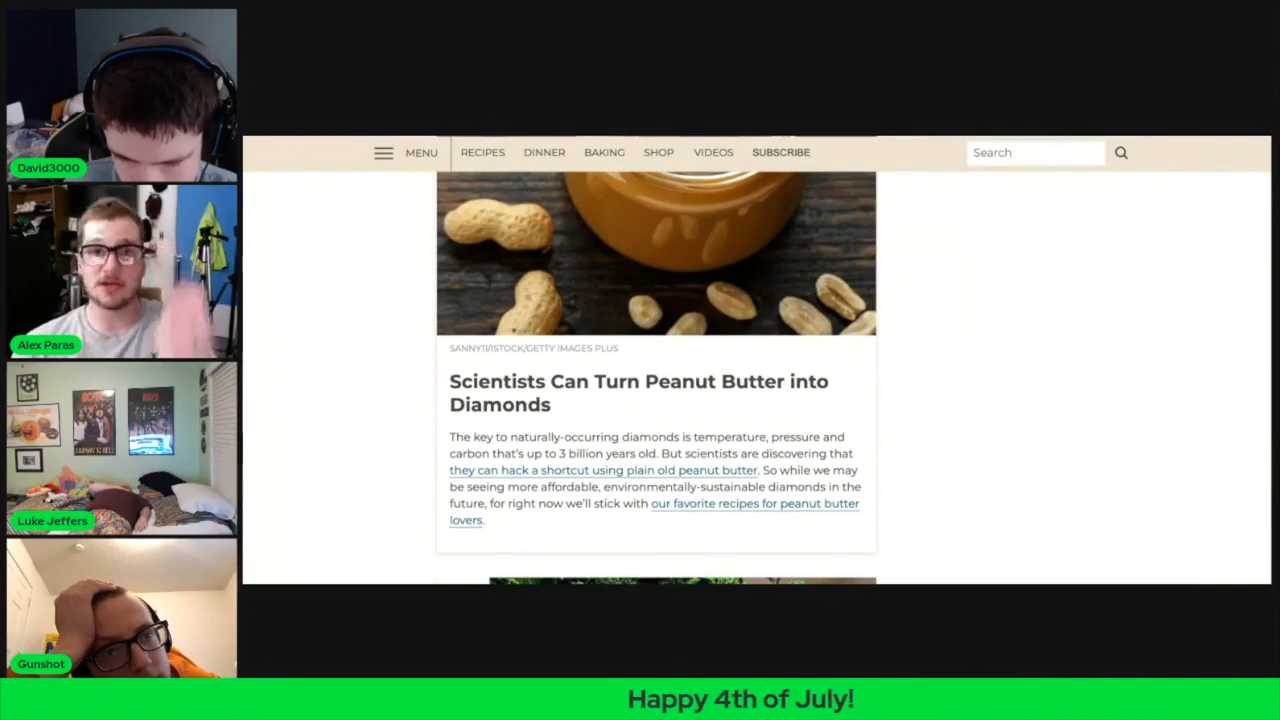 David3000
Alex Paras
Luke Jeffers
Gunshot
MENU
RECIPES DINNER BAKING SHOP VIDEOS SUBSCRIBE
Search
SANNY11/ISTOCK/GETTY IMAGES PLUS
Scientists Can Turn Peanut Butter into
Diamonds
The key to naturally-occurring diamonds is temperature, pressure and
carbon that's up to 3 billion years old. But scientists are discovering that
they can hack a shortcut using plain old peanut butter. So while we may
be seeing more affordable, environmentally-sustainable diamonds in the
future, for right now we'll stick with our favorite recipes for peanut butter
lovers.
Happy 4th of July!